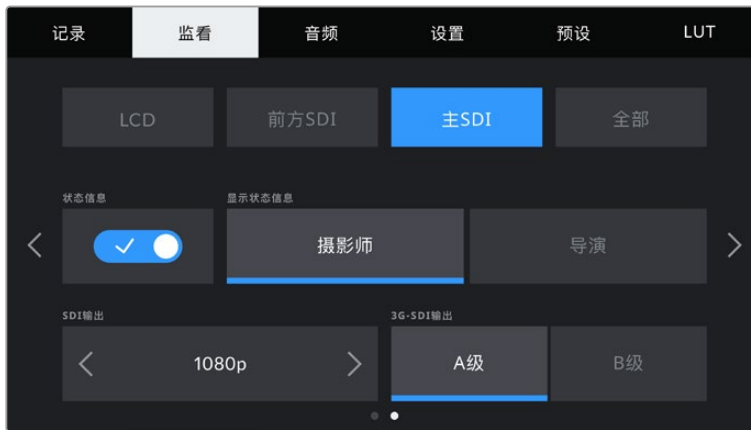 记录 监看 音频 设置 预设 LUT
LCD 前方SDI 主SDI 全部
状态信息 显示状态信息
摄影师 导演
SDI输出 3G-SDI输出
1080p A级 B级